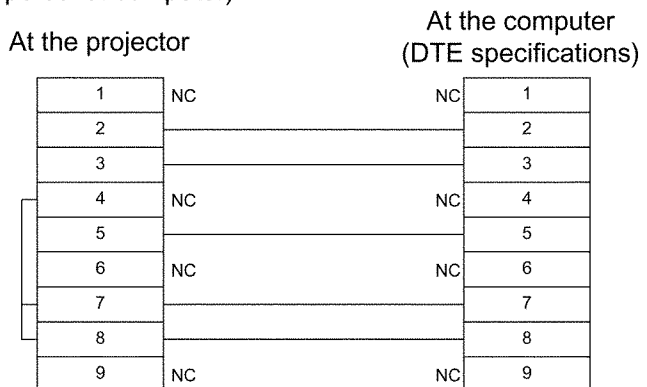 At the projector
At the computer
(DTE specifications)
1 NC NC 1
2 2
3 3
4 NC NC 4
5 5
6 NC NC 6
7 7
8 8
9 NC NC 9